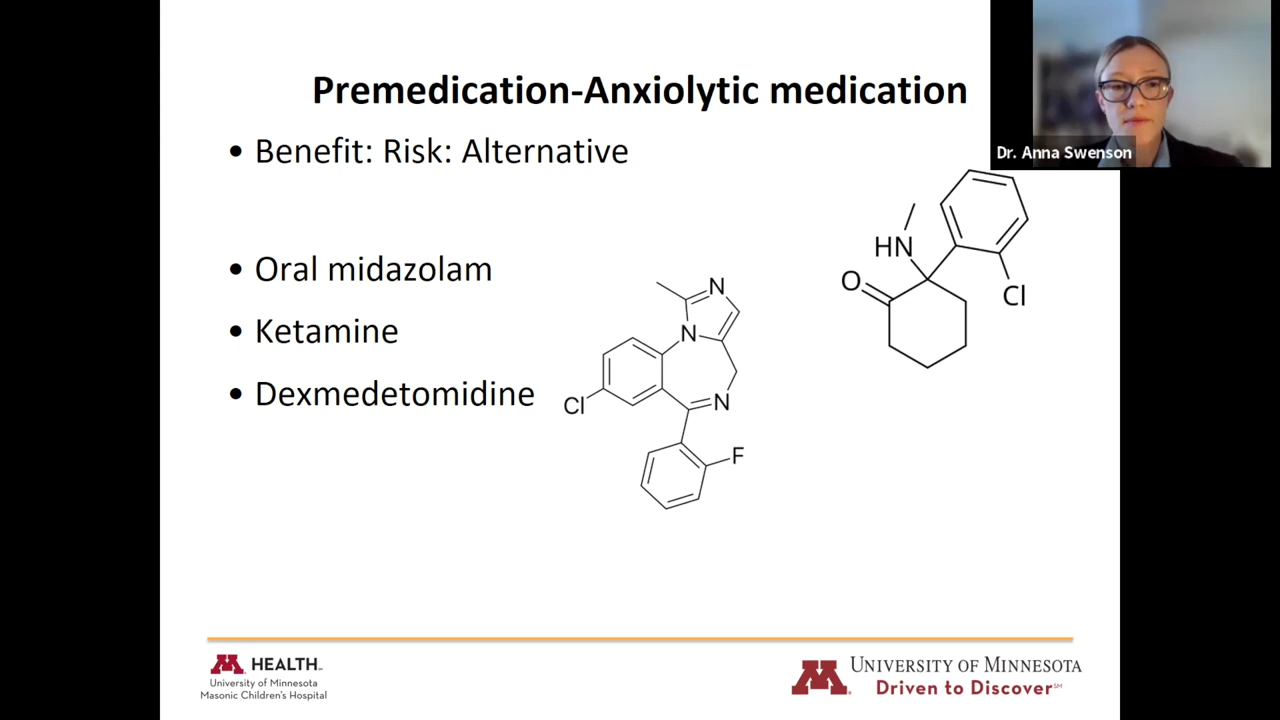 Premedication-Anxiolytic medication
Dr. Anna Swenson
• Benefit: Risk: Alternative
• Oral midazolam
• Ketamine
• Dexmedetomidine
N
N
N
Cl
F
HN
O
Cl
M HEALTH
University of Minnesota
Masonic Children's Hospital
M UNIVERSITY OF MINNESOTA
Driven to Discover℠